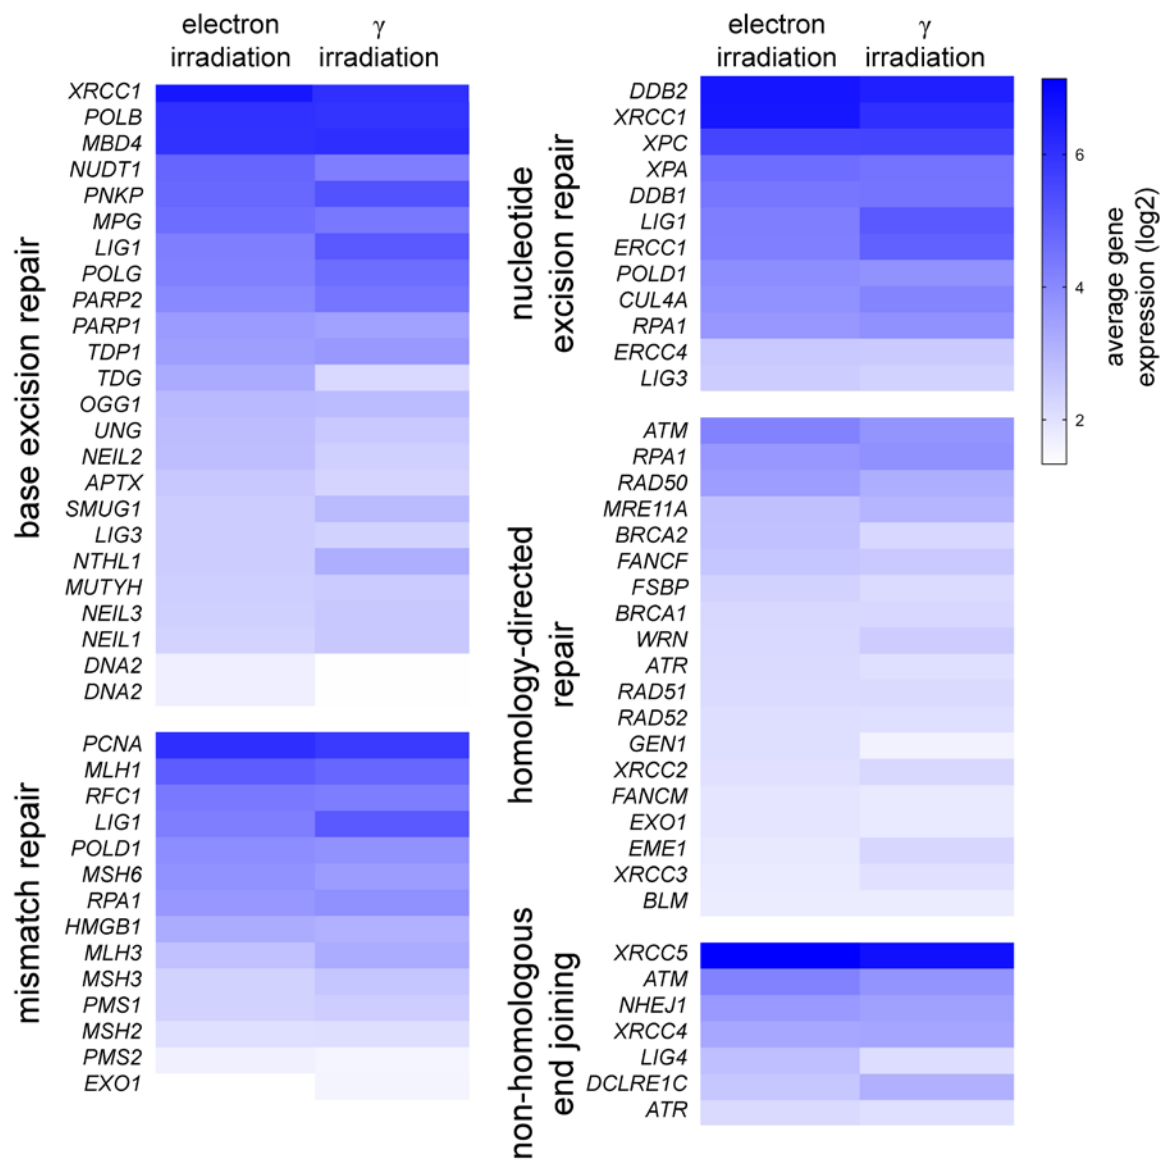 electron
irradiation
γ
irradiation
base excision repair
XRCC1
POLB
MBD4
NUDT1
PNKP
MPG
LIG1
POLG
PARP2
PARP1
TDP1
TDG
OGG1
UNG
NEIL2
APTX
SMUG1
LIG3
NTHL1
MUTYH
NEIL3
NEIL1
DNA2
DNA2
mismatch repair
PCNA
MLH1
RFC1
LIG1
POLD1
MSH6
RPA1
HMGB1
MLH3
MSH3
PMS1
MSH2
PMS2
EXO1
electron
irradiation
γ
irradiation
nucleotide
excision repair
DDB2
XRCC1
XPC
XPA
DDB1
LIG1
ERCC1
POLD1
CUL4A
RPA1
ERCC4
LIG3
homology-directed
repair
ATM
RPA1
RAD50
MRE11A
BRCA2
FANCF
FSBP
BRCA1
WRN
ATR
RAD51
RAD52
GEN1
XRCC2
FANCM
EXO1
EME1
XRCC3
BLM
non-homologous
end joining
XRCC5
ATM
NHEJ1
XRCC4
LIG4
DCLRE1C
ATR
6
4
2
average gene
expression (log2)